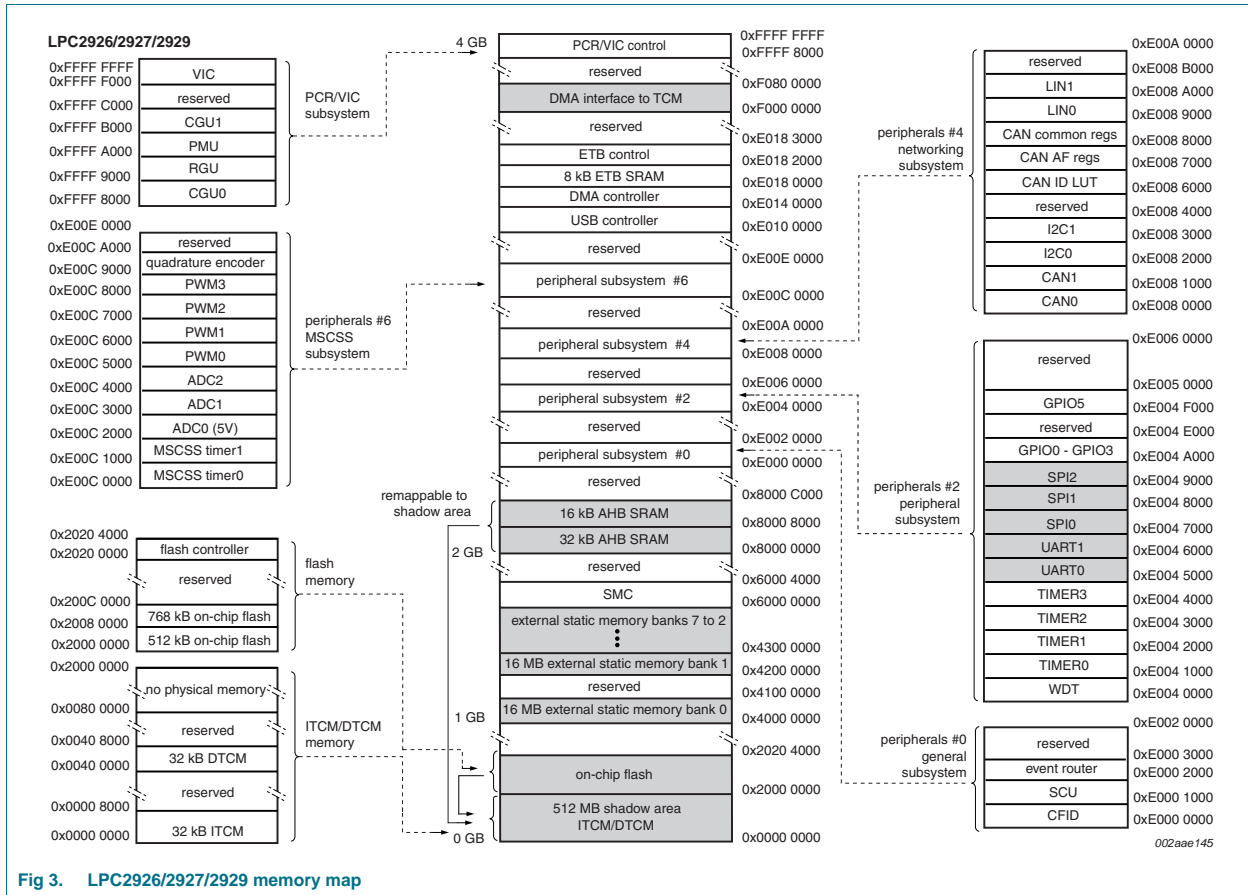 LPC2926/2927/2929
0xFFFF FFFF
VIC
0xFFFF F000
reserved
0xFFFF C000
CGU1
0xFFFF B000
PMU
0xFFFF A000
RGU
0xFFFF 9000
CGU0
0xFFFF 8000
PCR/VIC
subsystem
0xE00E 0000
reserved
0xE00C A000
quadrature encoder
0xE00C 9000
PWM3
0xE00C 8000
PWM2
0xE00C 7000
PWM1
0xE00C 6000
PWM0
0xE00C 5000
ADC2
0xE00C 4000
ADC1
0xE00C 3000
ADC0 (5V)
0xE00C 2000
MSCSS timer1
0xE00C 1000
MSCSS timer0
0xE00C 0000
peripherals #6
MSCSS
subsystem
0x2020 4000
flash controller
0x2020 0000
reserved
0x200C 0000
768 kB on-chip flash
0x2008 0000
512 kB on-chip flash
0x2000 0000
flash
memory
0x2000 0000
no physical memory
0x0080 0000
reserved
0x0040 8000
32 kB DTCM
0x0040 0000
reserved
0x0000 8000
32 kB ITCM
0x0000 0000
ITCM/DTCM
memory
4 GB
0xFFFF FFFF
PCR/VIC control
0xFFFF 8000
reserved
0xF080 0000
DMA interface to TCM
0xF000 0000
reserved
0xE018 3000
ETB control
0xE018 2000
8 kB ETB SRAM
0xE018 0000
DMA controller
0xE014 0000
USB controller
0xE010 0000
reserved
0xE00E 0000
peripheral subsystem #6
0xE00C 0000
reserved
0xE00A 0000
peripheral subsystem #4
0xE008 0000
reserved
0xE006 0000
peripheral subsystem #2
0xE004 0000
reserved
0xE002 0000
peripheral subsystem #0
0xE000 0000
reserved
0x8000 C000
remappable to
shadow area
16 kB AHB SRAM
0x8000 8000
32 kB AHB SRAM
2 GB
0x8000 0000
reserved
0x6000 4000
SMC
0x6000 0000
external static memory banks 7 to 2
0x4300 0000
16 MB external static memory bank 1
0x4200 0000
reserved
0x4100 0000
16 MB external static memory bank 0
1 GB
0x4000 0000
0x2020 4000
on-chip flash
0x2000 0000
512 MB shadow area
ITCM/DTCM
0 GB
0x0000 0000
0xE00A 0000
reserved
0xE008 B000
LIN1
0xE008 A000
LIN0
0xE008 9000
CAN common regs
0xE008 8000
CAN AF regs
0xE008 7000
CAN ID LUT
0xE008 6000
reserved
0xE008 4000
I2C1
0xE008 3000
I2C0
0xE008 2000
CAN1
0xE008 1000
CAN0
0xE008 0000
peripherals #4
networking
subsystem
0xE006 0000
reserved
0xE005 0000
GPIO5
0xE004 F000
reserved
0xE004 E000
GPIO0 - GPIO3
0xE004 A000
SPI2
0xE004 9000
SPI1
0xE004 8000
SPI0
0xE004 7000
UART1
0xE004 6000
UART0
0xE004 5000
TIMER3
0xE004 4000
TIMER2
0xE004 3000
TIMER1
0xE004 2000
TIMER0
0xE004 1000
WDT
0xE004 0000
peripherals #2
peripheral
subsystem
0xE002 0000
reserved
0xE000 3000
event router
0xE000 2000
SCU
0xE000 1000
CFID
0xE000 0000
peripherals #0
general
subsystem
002aae145
Fig 3. LPC2926/2927/2929 memory map